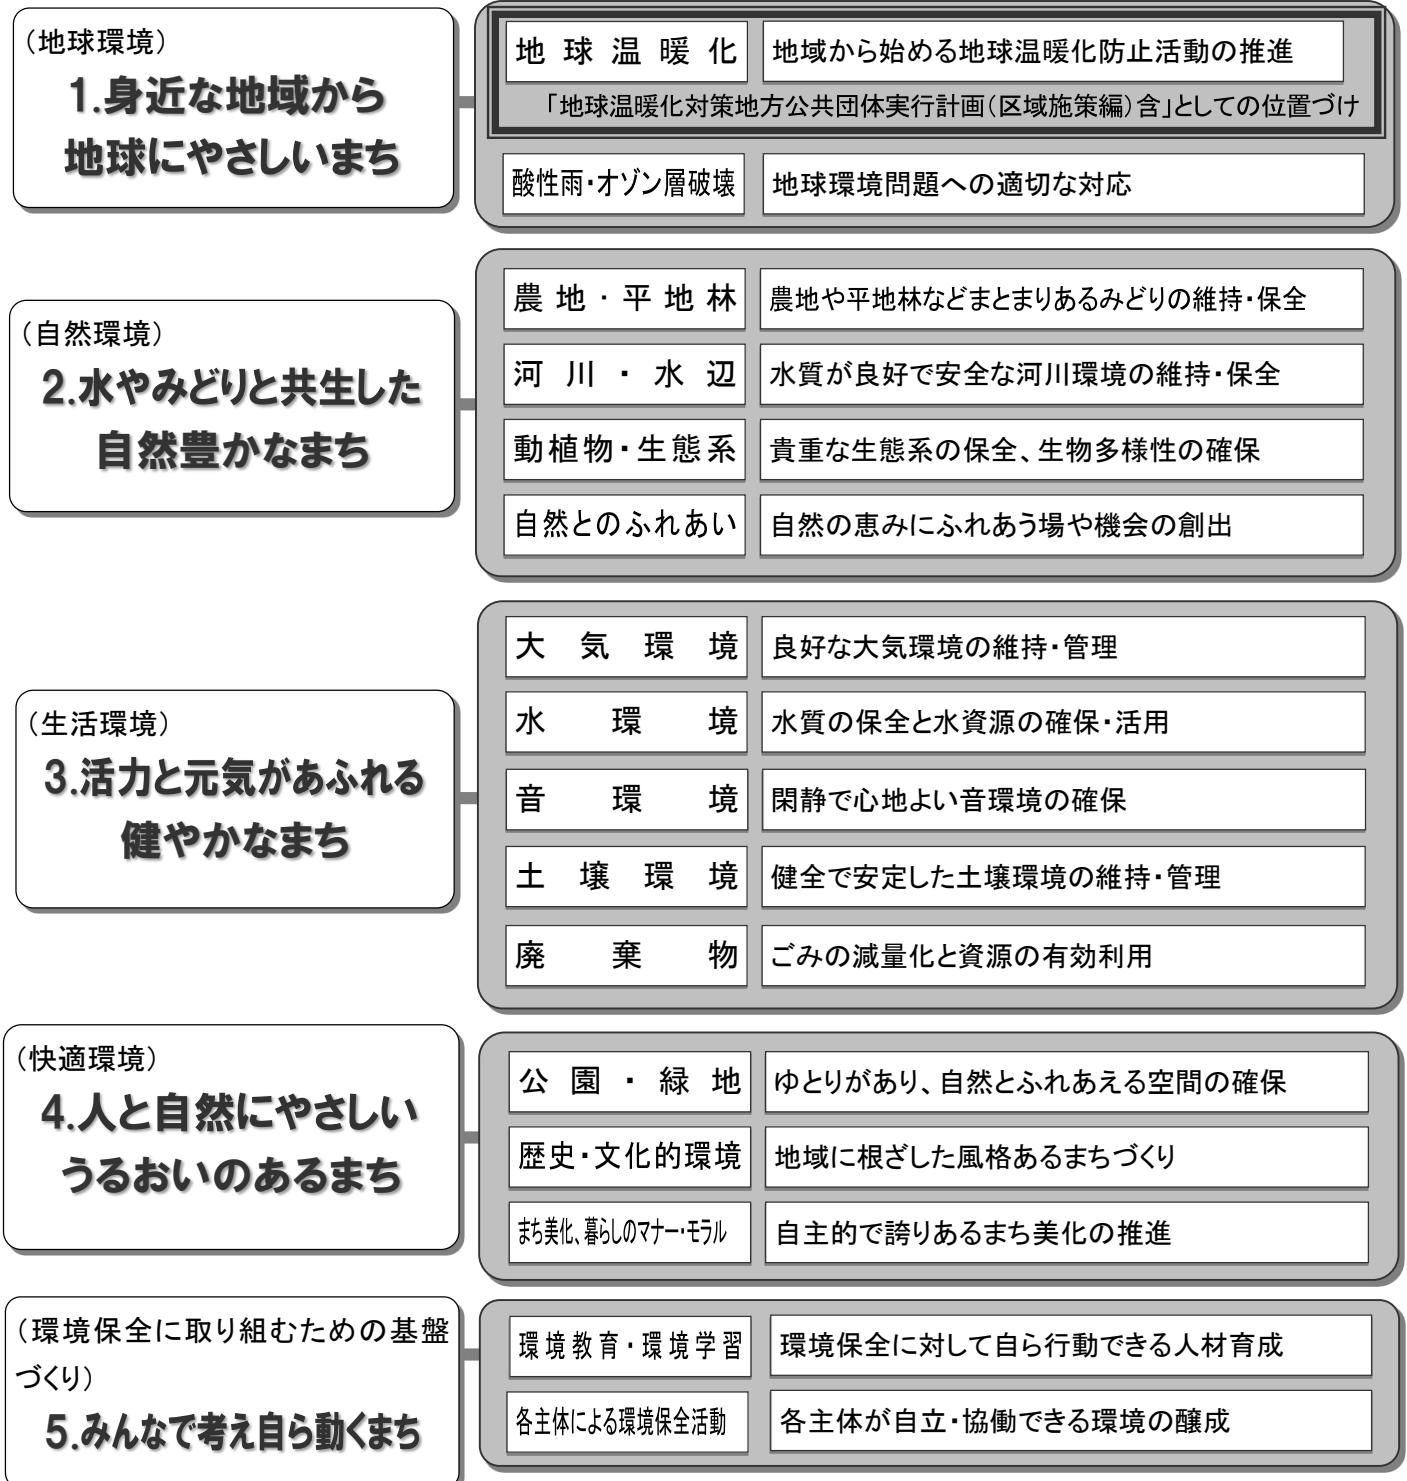 （地球環境）
1.身近な地域から
地球にやさしいまち
地球温暖化
地域から始める地球温暖化防止活動の推進
「地球温暖化対策地方公共団体実行計画（区域施策編）含」としての位置づけ
酸性雨・オゾン層破壊
地球環境問題への適切な対応
（自然環境）
2.水やみどりと共生した
自然豊かなまち
農地・平地林
農地や平地林などまとまりあるみどりの維持・保全
河川・水辺
水質が良好で安全な河川環境の維持・保全
動植物・生態系
貴重な生態系の保全、生物多様性の確保
自然とのふれあい
自然の恵みにふれあう場や機会の創出
（生活環境）
3.活力と元気があふれる
健やかなまち
大気環境
良好な大気環境の維持・管理
水環境
水質の保全と水資源の確保・活用
音環境
閑静で心地よい音環境の確保
土壌環境
健全で安定した土壌環境の維持・管理
廃棄物
ごみの減量化と資源の有効利用
（快適環境）
4.人と自然にやさしい
うるおいのあるまち
公園・緑地
ゆとりがあり、自然とふれあえる空間の確保
歴史・文化的環境
地域に根ざした風格あるまちづくり
まち美化、暮らしのマナー・モラル
自主的で誇りあるまち美化の推進
（環境保全に取り組むための基盤
づくり）
5.みんなで考え自ら動くまち
環境教育・環境学習
環境保全に対して自ら行動できる人材育成
各主体による環境保全活動
各主体が自立・協働できる環境の醸成